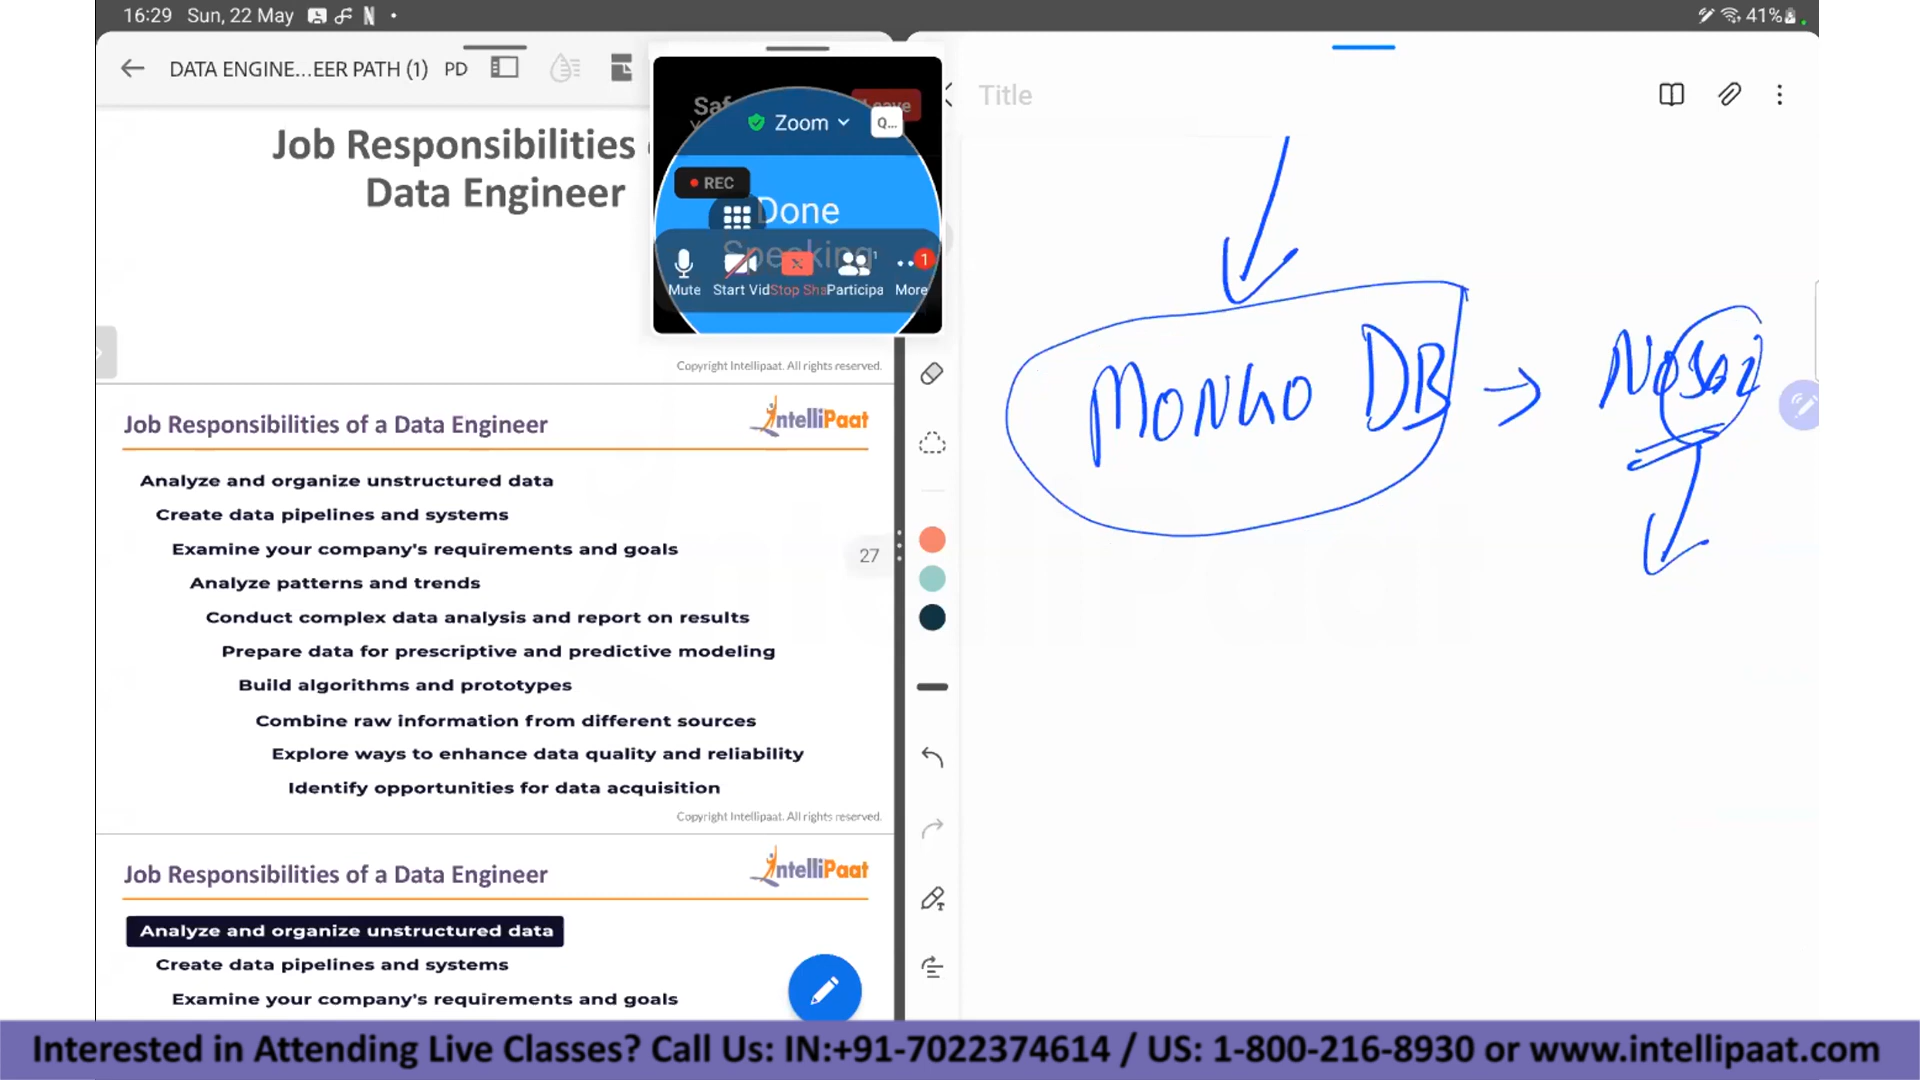 16:29 Sun, 22 May 41%
DATA ENGINE...EER PATH (1) PD
Job Responsibilities
Data Engineer
Zoom
Q...
REC
Done
Speaking
Mute Start Vid Stop Sha Participa More
1
1
Copyright Intellipaat. All rights reserved.
Job Responsibilities of a Data Engineer
IntelliPaat
Analyze and organize unstructured data
Create data pipelines and systems
Examine your company's requirements and goals
27
Analyze patterns and trends
Conduct complex data analysis and report on results
Prepare data for prescriptive and predictive modeling
Build algorithms and prototypes
Combine raw information from different sources
Explore ways to enhance data quality and reliability
Identify opportunities for data acquisition
Copyright Intellipaat. All rights reserved.
Job Responsibilities of a Data Engineer
IntelliPaat
Analyze and organize unstructured data
Create data pipelines and systems
Examine your company's requirements and goals
Title
MONGO DB → NoSQL
Interested in Attending Live Classes? Call Us: IN:+91-7022374614 / US: 1-800-216-8930 or www.intellipaat.com